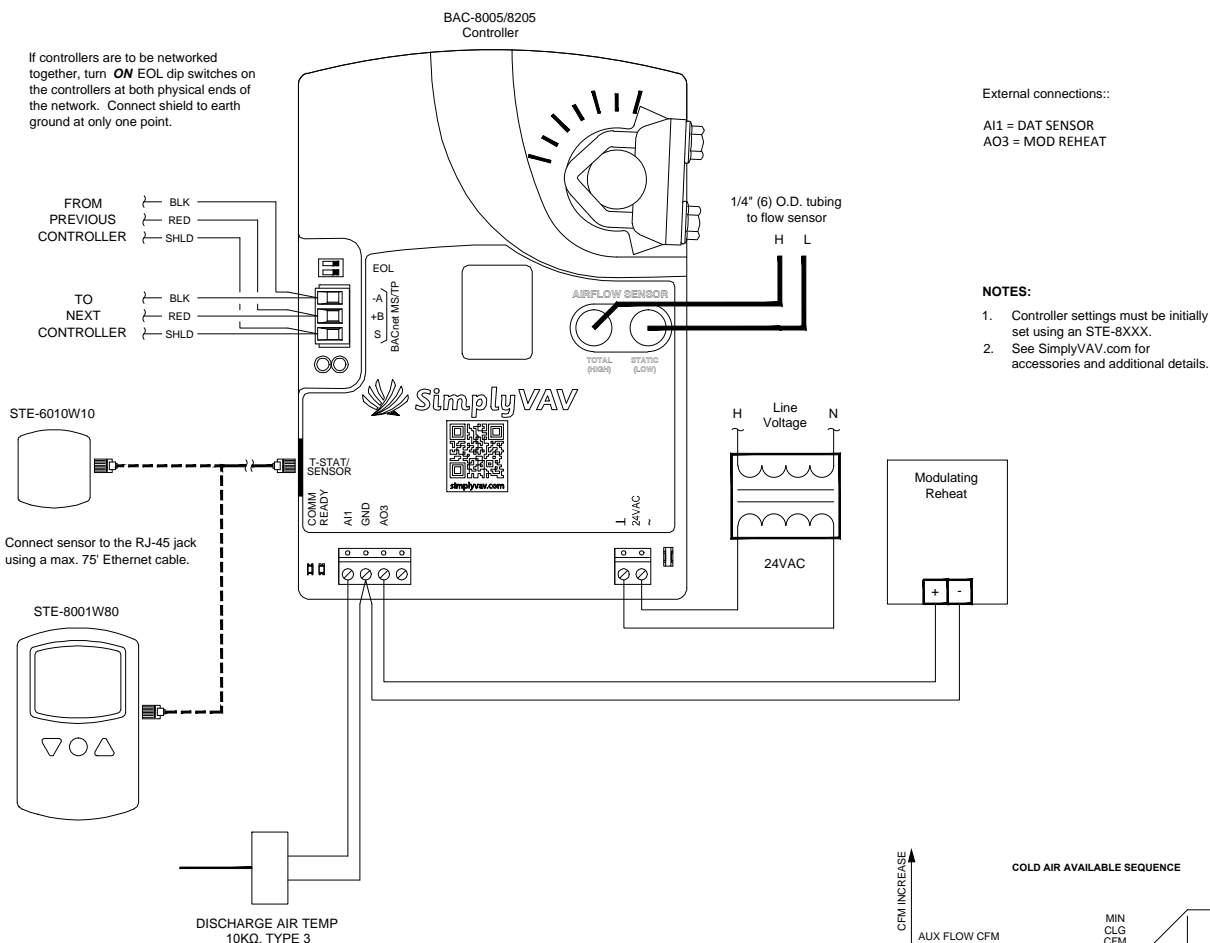 BAC-8005/8205
Controller
If controllers are to be networked
together, turn ON EOL dip switches on
the controllers at both physical ends of
the network. Connect shield to earth
ground at only one point.
External connections::
AI1 = DAT SENSOR
AO3 = MOD REHEAT
FROM
PREVIOUS
CONTROLLER
BLK
RED
SHLD
TO
NEXT
CONTROLLER
BLK
RED
SHLD
EOL
-A
+B
S
BACnet MS/TP
1/4" (6) O.D. tubing
to flow sensor
H L
AIRFLOW SENSOR
TOTAL
(HIGH)
STATIC
(LOW)
NOTES:
1. Controller settings must be initially
set using an STE-8XXX.
2. See SimplyVAV.com for
accessories and additional details.
SimplyVAV
simplyvav.com
STE-6010W10
T-STAT/
SENSOR
COMM
READY
AI1
GND
AO3
24VAC
~
H
Line
Voltage
N
24VAC
Modulating
Reheat
+ -
Connect sensor to the RJ-45 jack
using a max. 75' Ethernet cable.
STE-8001W80
DISCHARGE AIR TEMP
10KΩ, TYPE 3
CFM INCREASE
COLD AIR AVAILABLE SEQUENCE
AUX FLOW CFM
MIN
CLG
CFM